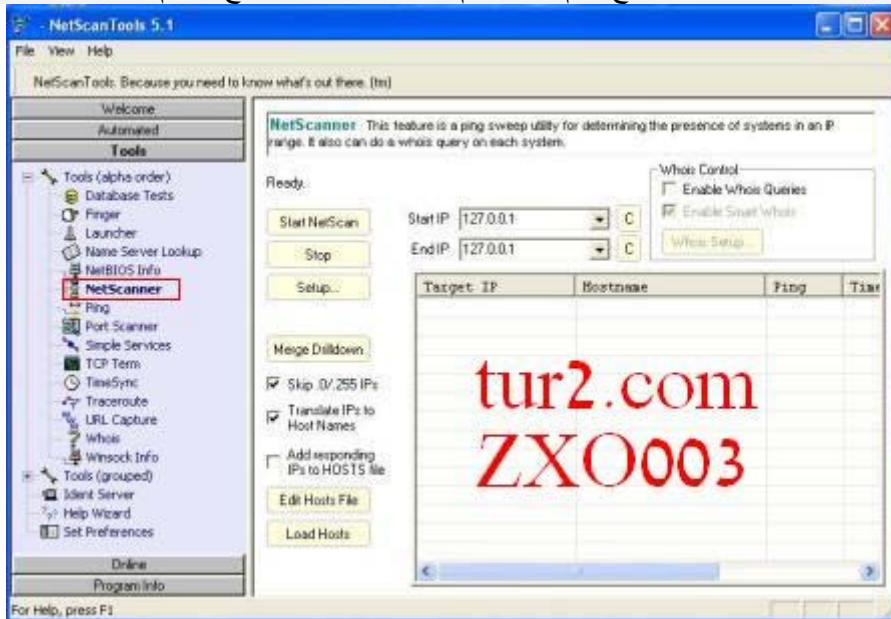 - NetScanTools 5.1
File View Help
NetScanTools. Because you need to know what's out there. (tm)
Welcome
Automated
Tools
Tools (alpha order)
Database Tests
Finger
Launcher
Name Server Lookup
NetBIOS Info
NetScanner
Ping
Port Scanner
Simple Services
TCP Term
TimeSync
Traceroute
URL Capture
Whois
Winsock Info
Tools (grouped)
Ident Server
Help Wizard
Set Preferences
Online
Program Info
NetScanner This feature is a ping sweep utility for determining the presence of systems in an IP
range. It also can do a whois query on each system.
Ready.
Start NetScan
Stop
Setup...
Start IP 127.0.0.1 C
End IP 127.0.0.1 C
Whois Control
Enable Whois Queries
Enable Smart Whois
Whois Setup...
Merge Drilldown
Skip .0/.255 IPs
Translate IPs to
Host Names
Add responding
IPs to HOSTS file
Edit Hosts File
Load Hosts
Target IP Hostname Ping Time
tur2.com
ZXO003
For Help, press F1